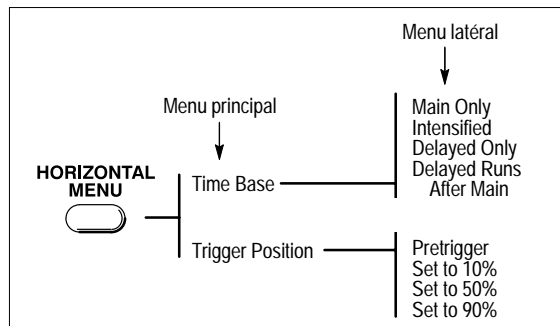 Menu latéral
Menu principal
Main Only
Intensified
Delayed Only
Delayed Runs
After Main
HORIZONTAL
MENU
Time Base
Trigger Position
Pretrigger
Set to 10%
Set to 50%
Set to 90%